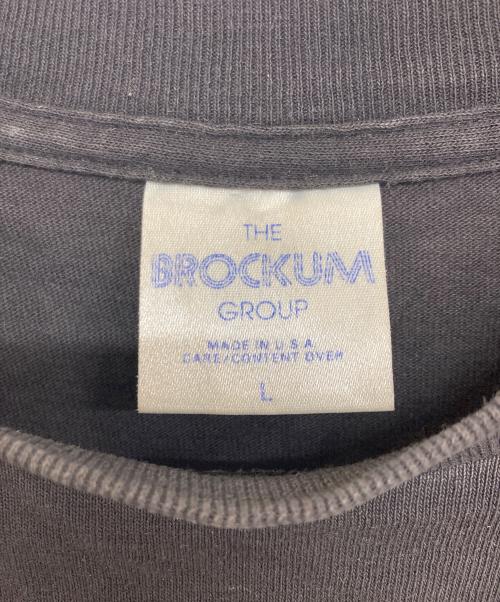 THE
BROCKUM
GROUP
MADE IN U.S.A.
CARE/CONTENT OVER
L